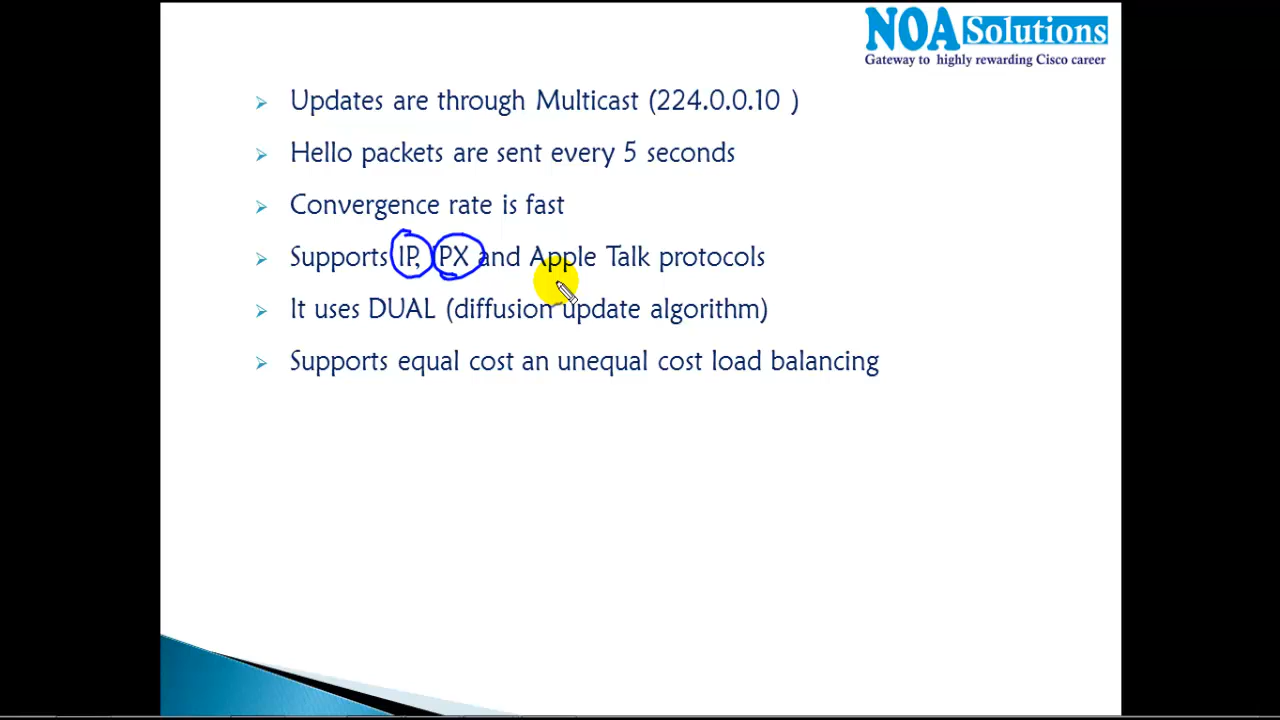 NOA Solutions
Gateway to highly rewarding Cisco career
Updates are through Multicast (224.0.0.10 )
Hello packets are sent every 5 seconds
Convergence rate is fast
Supports IP, IPX and Apple Talk protocols
It uses DUAL (diffusion update algorithm)
Supports equal cost an unequal cost load balancing